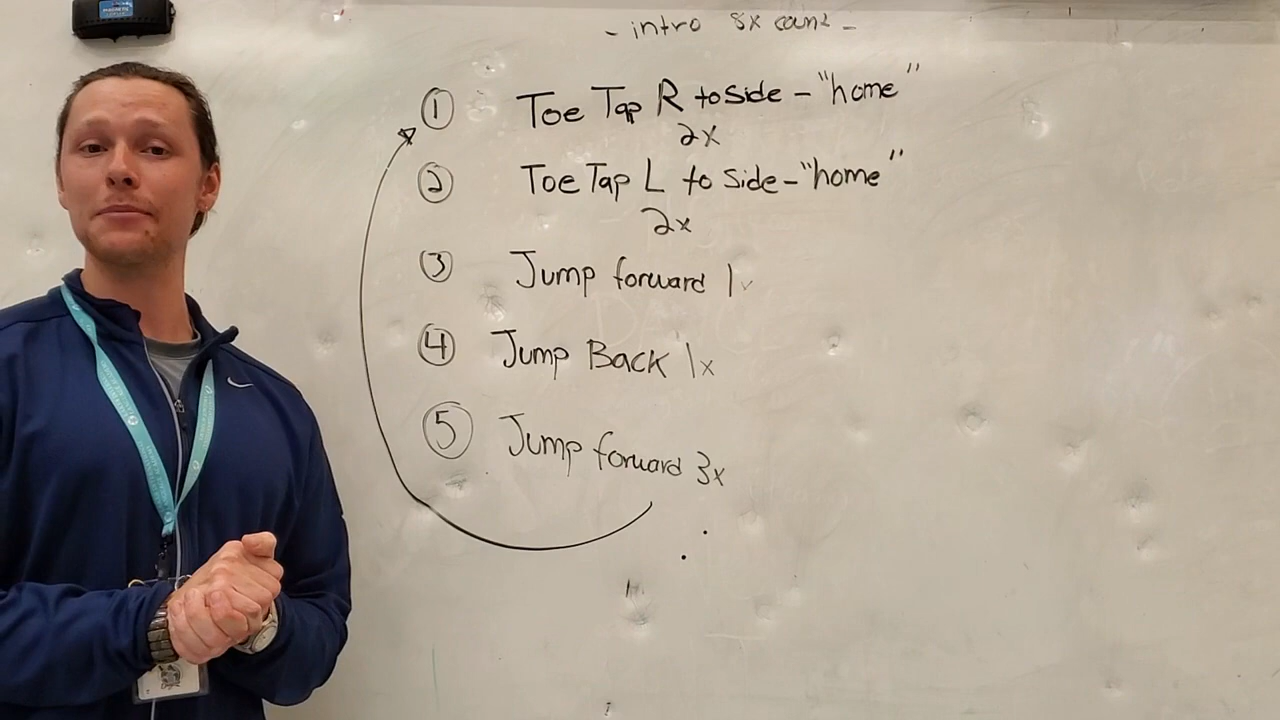 MAGNETIC
- intro 8x count -
① Toe Tap R to Side - "home"
2x
② Toe Tap L to Side - "home"
2x
③ Jump forward 1x
④ Jump Back 1x
⑤ Jump forward 3x